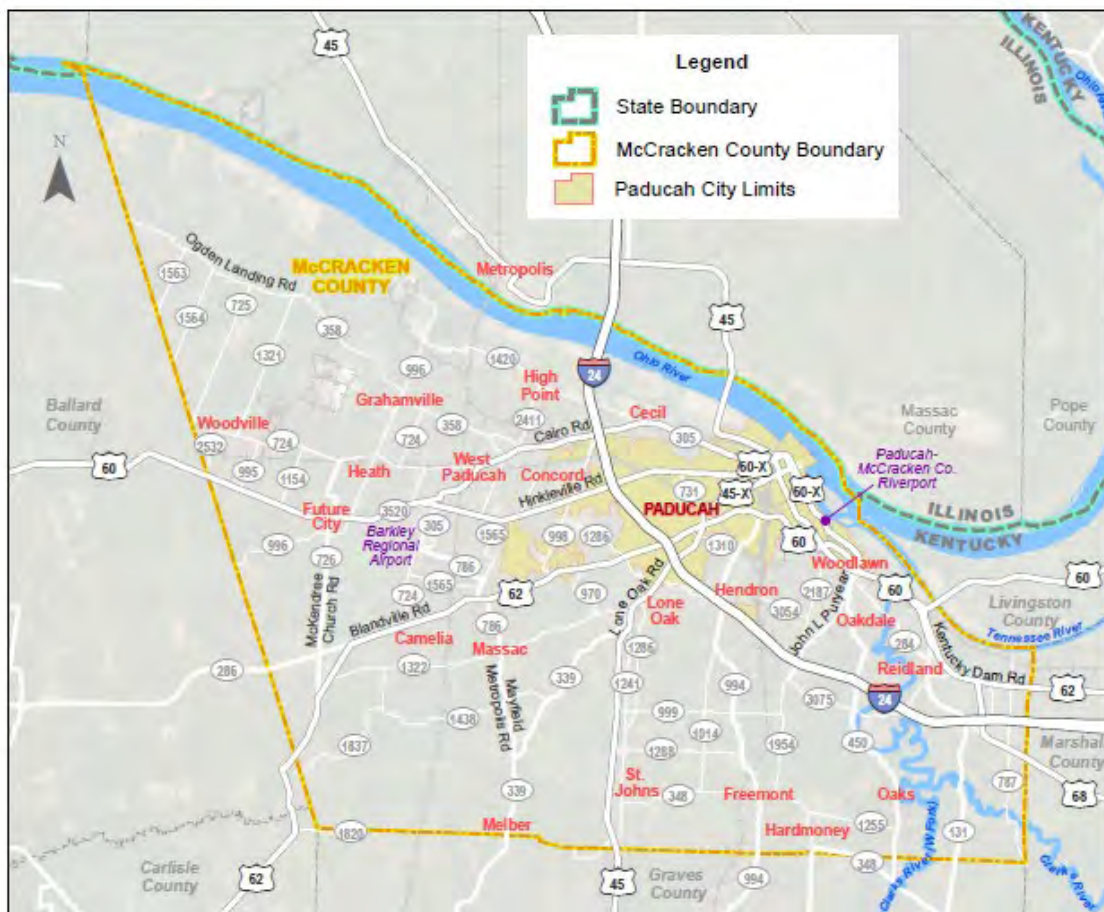 45
KENTUCKY
ILLINOIS
Legend
State Boundary
McCracken County Boundary
Paducah City Limits
N
Ogden Landing Rd
McCRACKEN
COUNTY
Metropolis
1563
1564
725
1321
358
996
1420
45
Ohio River
24
High
Point
Ballard
County
Grahamville
Woodville
2411
Cecil
Massac
County
Pope
County
358
Cairo Rd
305
Paducah-
McCracken Co.
Riverport
2532
724
724
60
995
1154
Heath
West
Paducah
Concord
Hinkleville Rd
60-X
45-X
60-X
731
PADUCAH
ILLINOIS
KENTUCKY
Future
City
3520
305
Barkley
Regional
Airport
1565
998
1286
1310
60
Woodlawn
996
726
786
724
1565
62
970
Lone Oak Rd
Lone
Oak
Hendron
3054
2187
60
60
Livingston
County
McKendree
Church Rd
Blandville Rd
Camelia
786
Massac
John L Puryear
Oakdale
284
Tennessee River
Kentucky Dam Rd
286
1322
1286
Reidland
62
339
1241
994
3075
24
Mayfield
Metropolis Rd
1438
999
1014
1837
1288
1954
450
Marshall
County
787
68
339
St.
Johns
348
Freemont
Oaks
1820
Melber
Hardmoney
1255
131
348
Carlisle
County
62
45
Graves
County
994
Clarks River (W Fork)